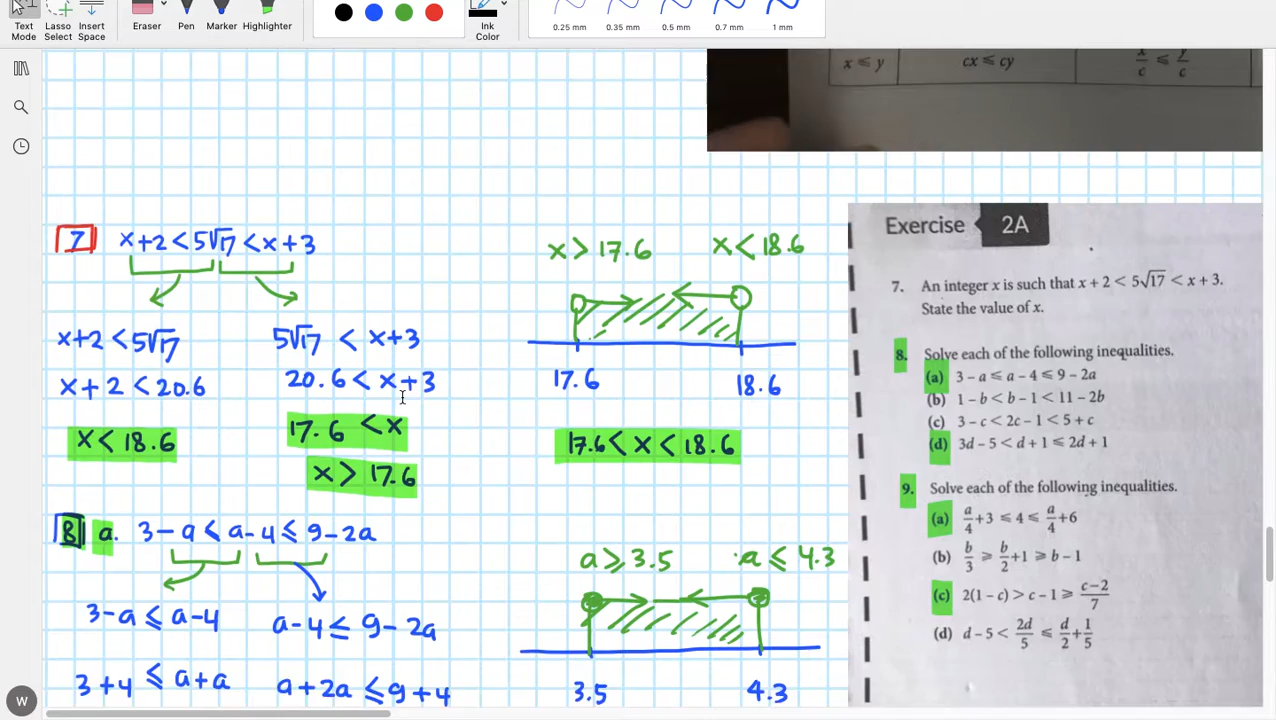 Text Mode
Lasso Select
Insert Space
Eraser
Pen
Marker
Highlighter
Ink Color
0.25 mm
0.35 mm
0.5 mm
0.7 mm
1 mm
x ⩽ y
cx ⩽ cy
x/c ⩽ y/c
7 x+2 < 5√17 < x+3
x+2 < 5√17
5√17 < x+3
x+2 < 20.6
20.6 < x+3
x < 18.6
17.6 < x
x > 17.6
x > 17.6
x < 18.6
17.6
18.6
17.6 < x < 18.6
8 a. 3-a ⩽ a-4 ⩽ 9-2a
3-a ⩽ a-4
a-4 ⩽ 9-2a
3+4 ⩽ a+a
a+2a ⩽ 9+4
a ⩾ 3.5
a ⩽ 4.3
3.5
4.3
Exercise 2A
7. An integer x is such that x + 2 < 5√17 < x + 3.
State the value of x.
8. Solve each of the following inequalities.
(a) 3 – a ⩽ a – 4 ⩽ 9 – 2a
(b) 1 – b < b – 1 < 11 – 2b
(c) 3 – c < 2c – 1 < 5 + c
(d) 3d – 5 < d + 1 ⩽ 2d + 1
9. Solve each of the following inequalities.
(a) a/4 + 3 ⩽ 4 ⩽ a/4 + 6
(b) b/3 ⩾ b/2 + 1 ⩾ b – 1
(c) 2(1 – c) > c – 1 ⩾ (c – 2)/7
(d) d – 5 < 2d/5 ⩽ d/2 + 1/5
W